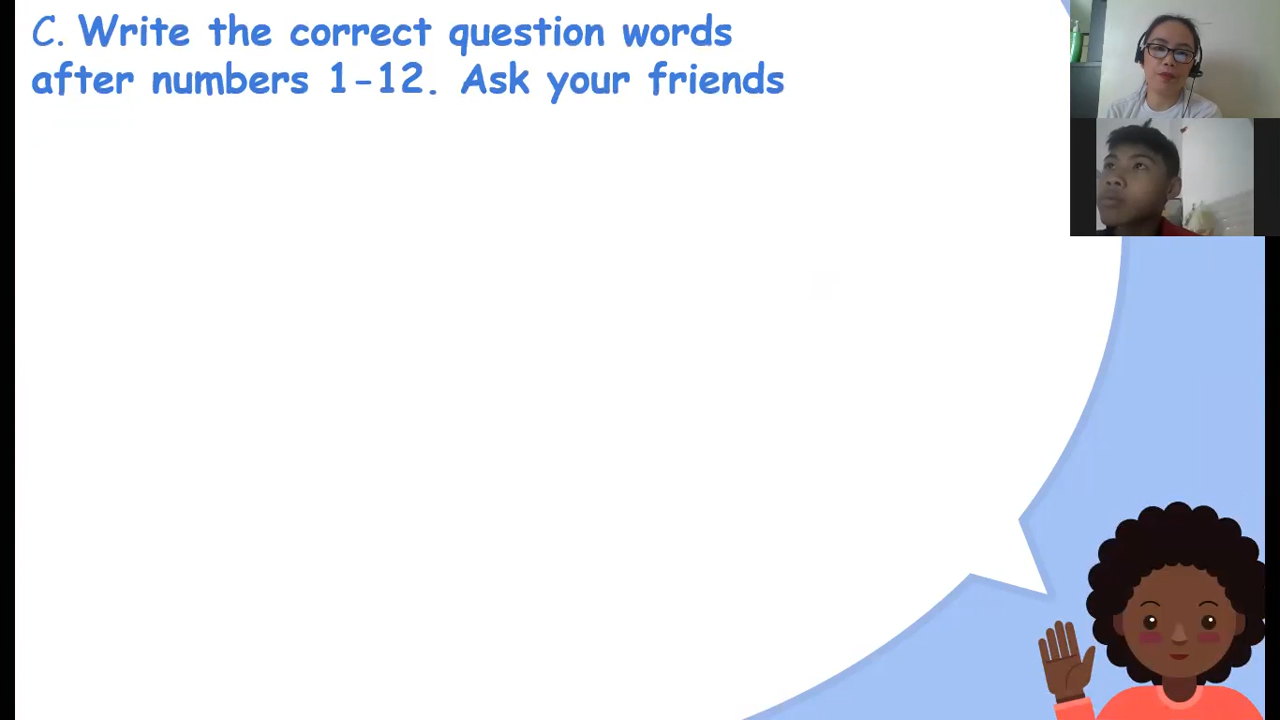 C. Write the correct question words
after numbers 1-12. Ask your friends